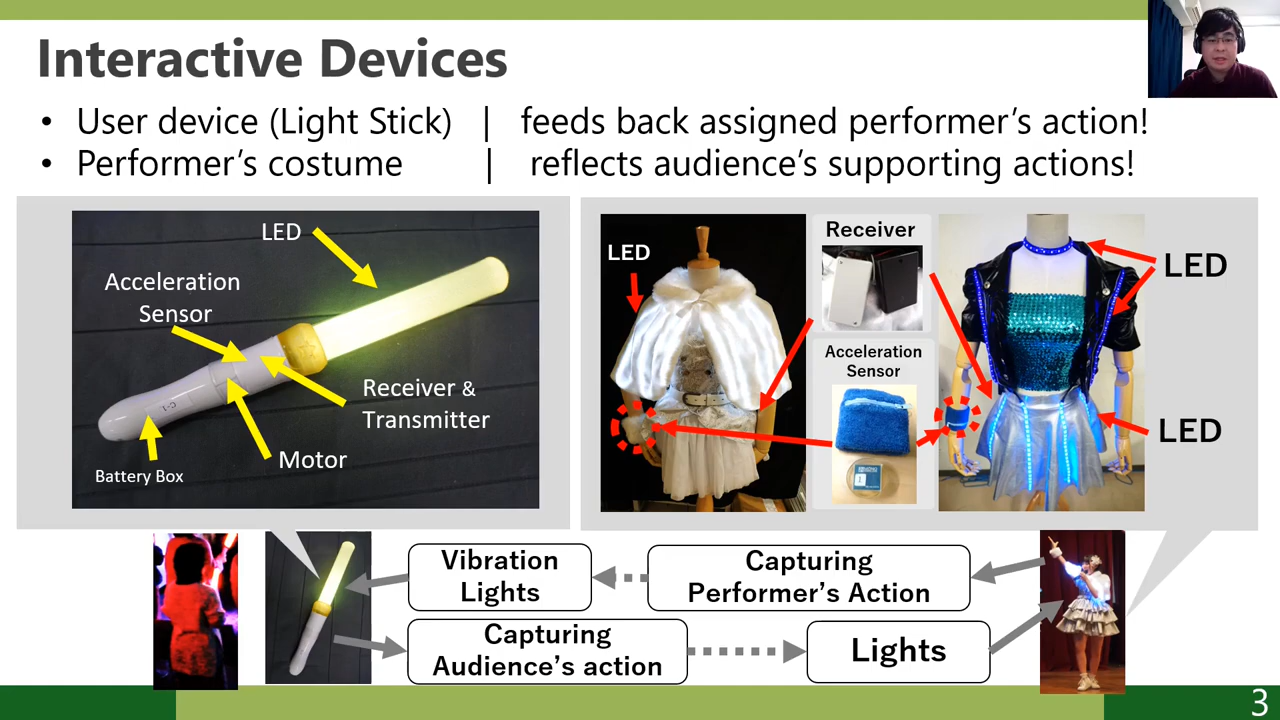 Interactive Devices
• User device (Light Stick) | feeds back assigned performer's action!
• Performer's costume | reflects audience's supporting actions!
LED
Acceleration
Sensor
Receiver &
Transmitter
Motor
Battery Box
C-1
LED
Receiver
Acceleration
Sensor
LED
LED
Vibration
Lights
Capturing
Performer's Action
Capturing
Audience's action
Lights
3